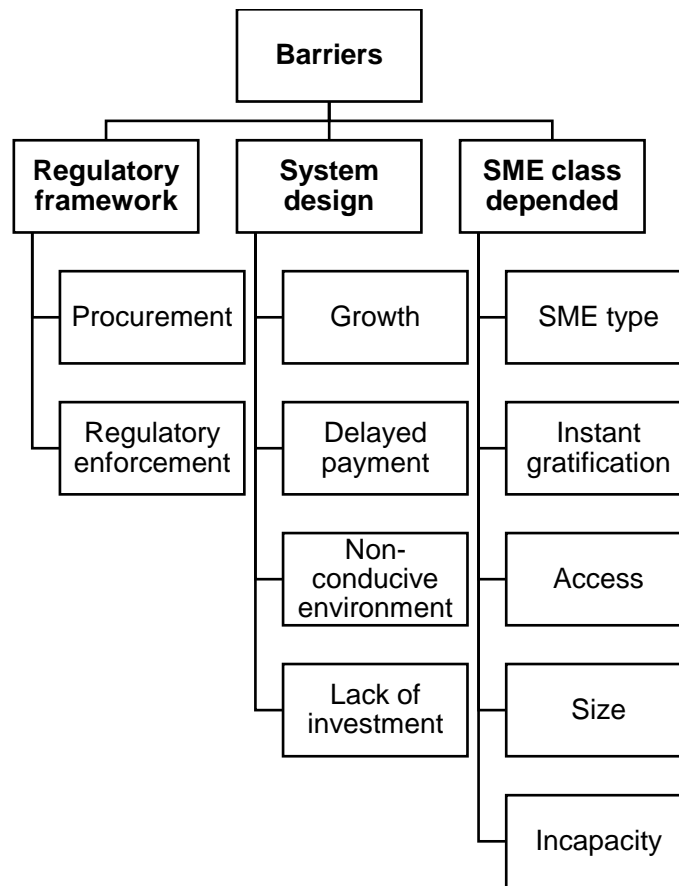 Barriers
Regulatory
framework
System
design
SME class
depended
Procurement
Growth
SME type
Regulatory
enforcement
Delayed
payment
Instant
gratification
Non-
conducive
environment
Access
Lack of
investment
Size
Incapacity